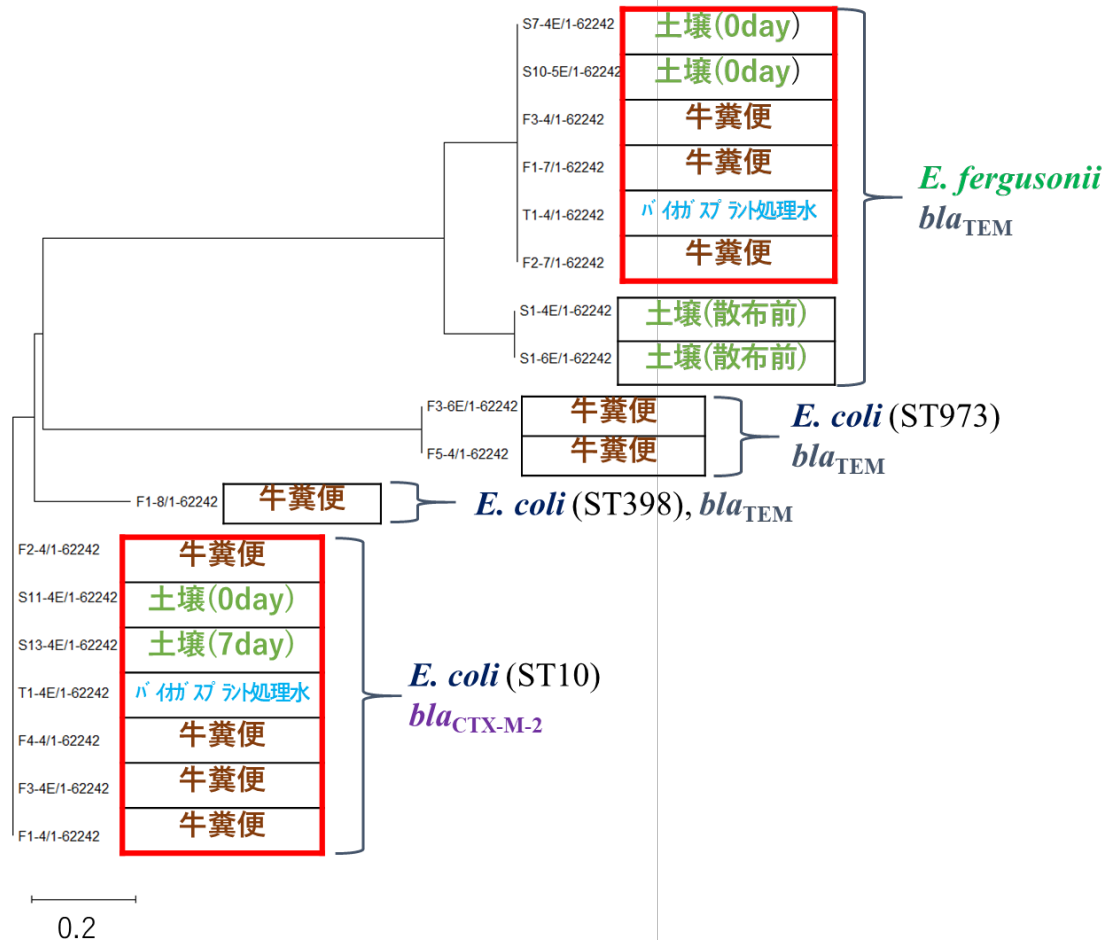 S7-4E/1-62242 土壌(0day)
S10-5E/1-62242 土壌(0day)
F3-4/1-62242 牛糞便
F1-7/1-62242 牛糞便
T1-4/1-62242 バイオガスプラント処理水
F2-7/1-62242 牛糞便
E. fergusonii
blaTEM
S1-4E/1-62242 土壌(散布前)
S1-6E/1-62242 土壌(散布前)
F3-6E/1-62242 牛糞便
F5-4/1-62242 牛糞便
E. coli (ST973)
blaTEM
F1-8/1-62242 牛糞便 E. coli (ST398), blaTEM
F2-4/1-62242 牛糞便
S11-4E/1-62242 土壌(0day)
S13-4E/1-62242 土壌(7day)
T1-4E/1-62242 バイオガスプラント処理水
F4-4/1-62242 牛糞便
F3-4E/1-62242 牛糞便
F1-4/1-62242 牛糞便
E. coli (ST10)
blaCTX-M-2
0.2